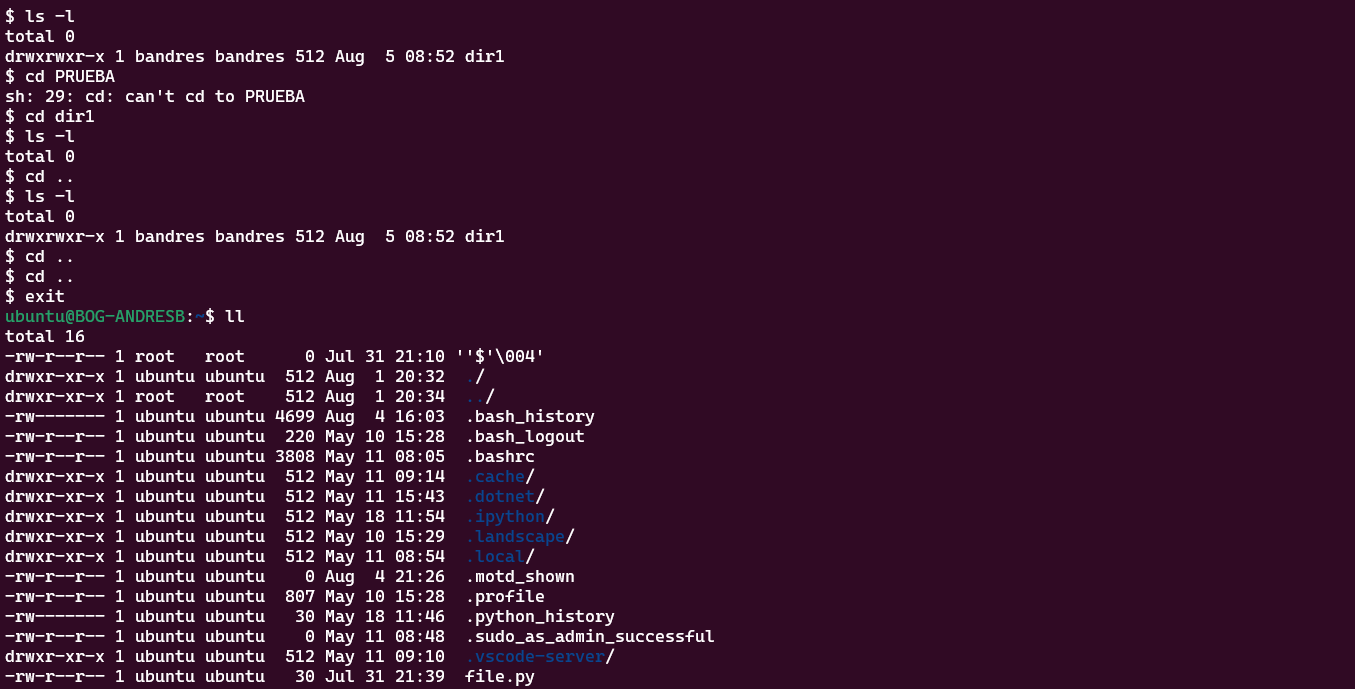 $ ls -l
total 0
drwxrwxr-x 1 bandres bandres 512 Aug  5 08:52 dir1
$ cd PRUEBA
sh: 29: cd: can't cd to PRUEBA
$ cd dir1
$ ls -l
total 0
$ cd ..
$ ls -l
total 0
drwxrwxr-x 1 bandres bandres 512 Aug  5 08:52 dir1
$ cd ..
$ cd ..
$ exit
ubuntu@BOG-ANDRESB:~$ ll
total 16
-rw-r--r-- 1 root   root      0 Jul 31 21:10 ''$'\004'
drwxr-xr-x 1 ubuntu ubuntu  512 Aug  1 20:32  ./
drwxr-xr-x 1 root   root    512 Aug  1 20:34  ../
-rw------- 1 ubuntu ubuntu 4699 Aug  4 16:03  .bash_history
-rw-r--r-- 1 ubuntu ubuntu  220 May 10 15:28  .bash_logout
-rw-r--r-- 1 ubuntu ubuntu 3808 May 11 08:05  .bashrc
drwxr-xr-x 1 ubuntu ubuntu  512 May 11 09:14  .cache/
drwxr-xr-x 1 ubuntu ubuntu  512 May 11 15:43  .dotnet/
drwxr-xr-x 1 ubuntu ubuntu  512 May 18 11:54  .ipython/
drwxr-xr-x 1 ubuntu ubuntu  512 May 10 15:29  .landscape/
drwxr-xr-x 1 ubuntu ubuntu  512 May 11 08:54  .local/
-rw-r--r-- 1 ubuntu ubuntu    0 Aug  4 21:26  .motd_shown
-rw-r--r-- 1 ubuntu ubuntu  807 May 10 15:28  .profile
-rw------- 1 ubuntu ubuntu   30 May 18 11:46  .python_history
-rw-r--r-- 1 ubuntu ubuntu    0 May 11 08:48  .sudo_as_admin_successful
drwxr-xr-x 1 ubuntu ubuntu  512 May 11 09:10  .vscode-server/
-rw-r--r-- 1 ubuntu ubuntu   30 Jul 31 21:39  file.py